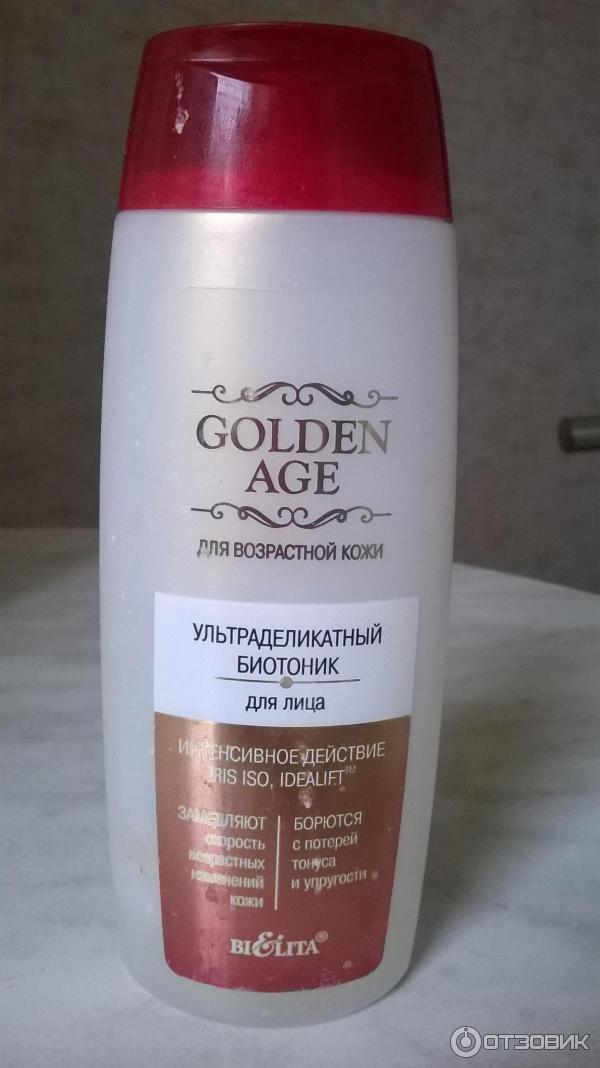 GOLDEN
AGE
ДЛЯ ВОЗРАСТНОЙ КОЖИ
УЛЬТРАДЕЛИКАТНЫЙ
БИОТОНИК
ДЛЯ ЛИЦА
ИНТЕНСИВНОЕ ДЕЙСТВИЕ
IRIS ISO, IDEALIFT™
ЗАМЕДЛЯЮТ
скорость
возрастных
изменений
кожи
БОРЮТСЯ
с потерей
тонуса
и упругости
BIELITA®
ОТЗОВИК